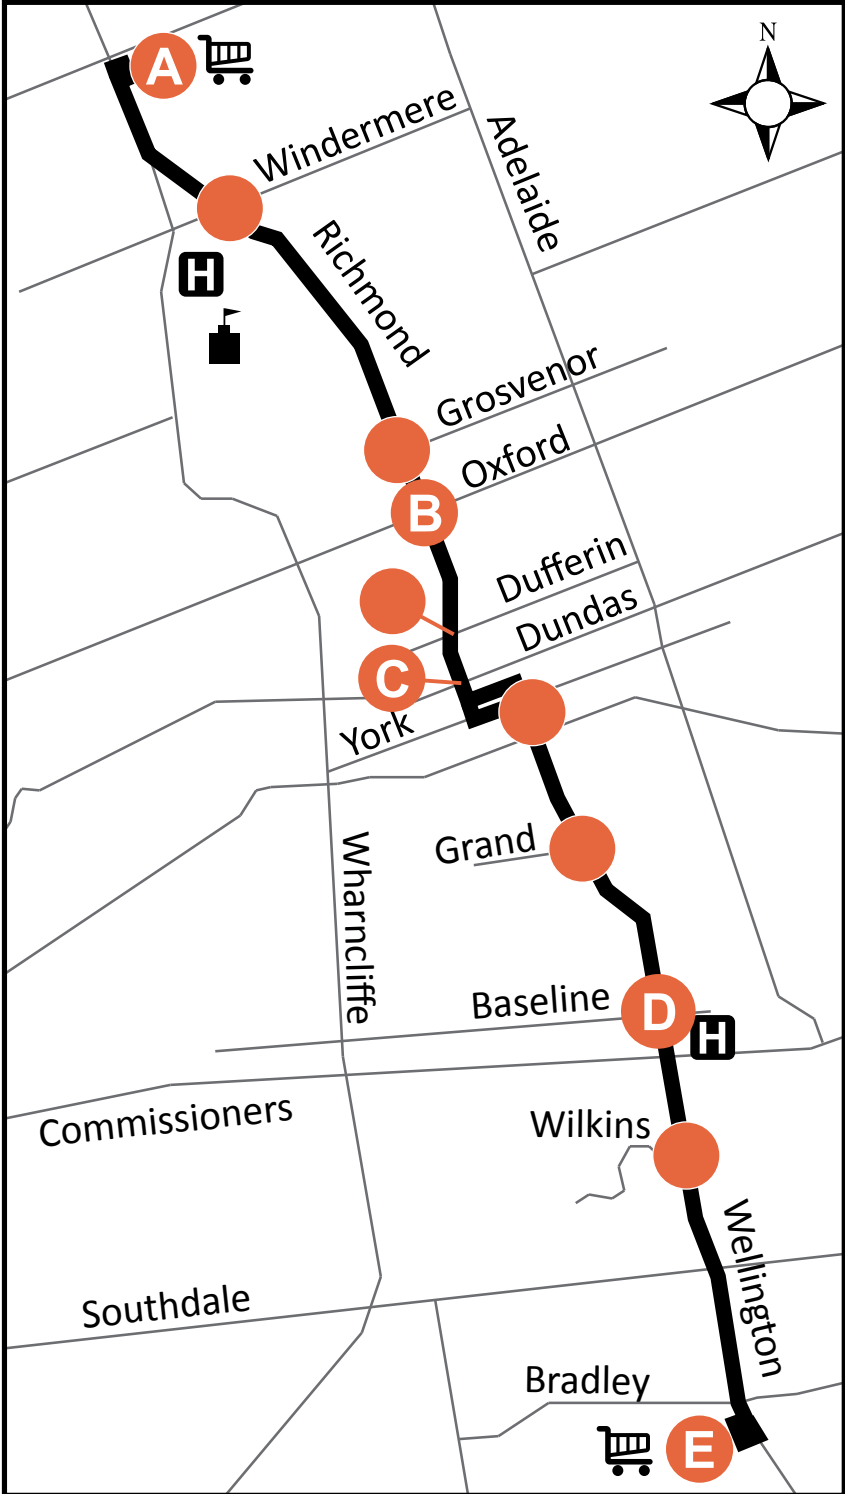 N
A
Windermere
Adelaide
H
Richmond
Grosvenor
Oxford
B
Dufferin
Dundas
C
York
Grand
Wharncliffe
Baseline
D
H
Commissioners
Wilkins
Wellington
Southdale
Bradley
E